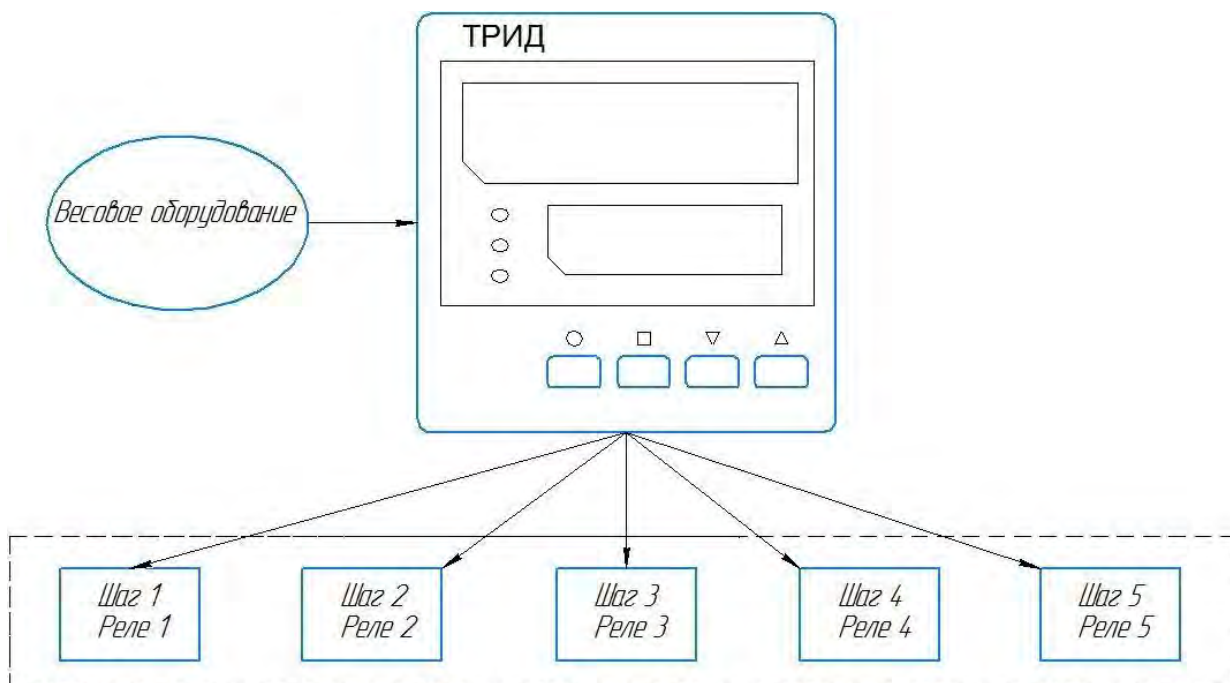 ТРИД
Весовое оборудование
Шаг 1
Реле 1
Шаг 2
Реле 2
Шаг 3
Реле 3
Шаг 4
Реле 4
Шаг 5
Реле 5